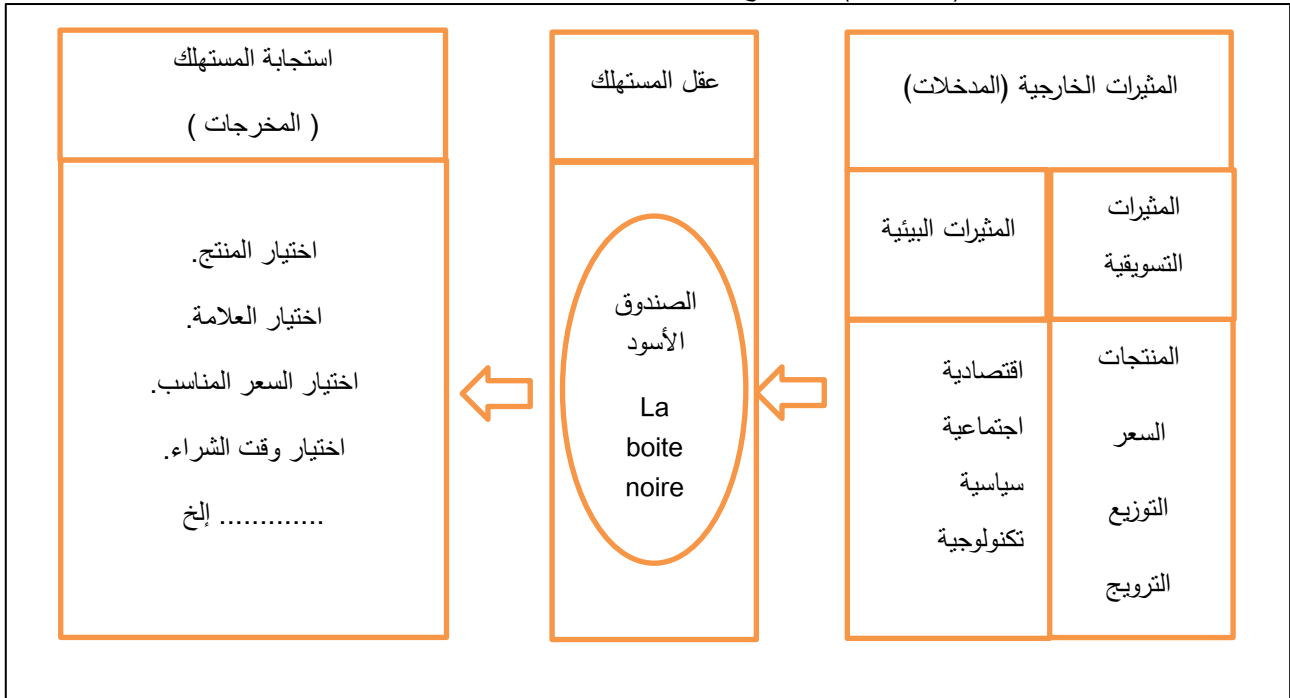 المثيرات الخارجية (المدخلات)
المثيرات
التسويقية
المثيرات البيئية
المنتجات
السعر
التوزيع
الترويج
اقتصادية
اجتماعية
سياسية
تكنولوجية
عقل المستهلك
الصندوق
الأسود
La
boite
noire
استجابة المستهلك
( المخرجات )
اختيار المنتج.
اختيار العلامة.
اختيار السعر المناسب.
اختيار وقت الشراء.
............. إلخ